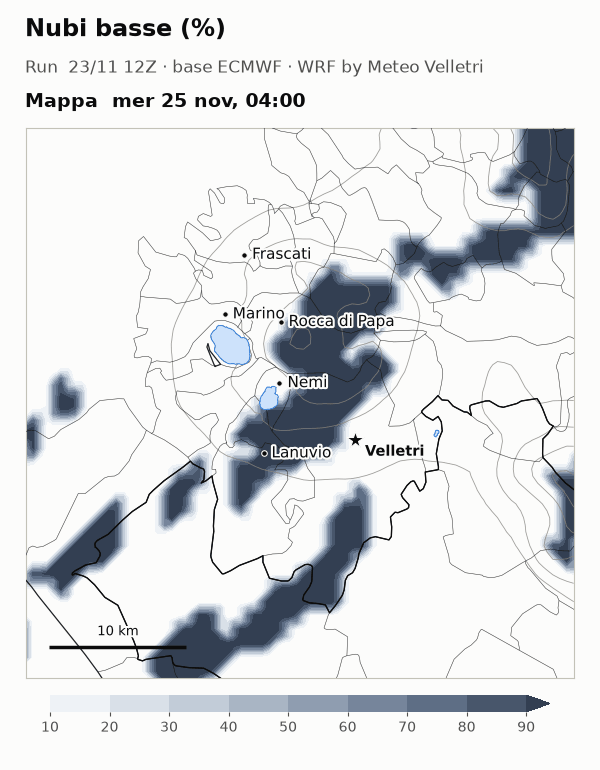 Nubi basse (%)
Run  23/11 12Z · base ECMWF · WRF by Meteo Velletri
Mappa  mer 25 nov, 04:00
Frascati
Marino
Rocca di Papa
Nemi
Velletri
Lanuvio
10 km
10 20 30 40 50 60 70 80 90